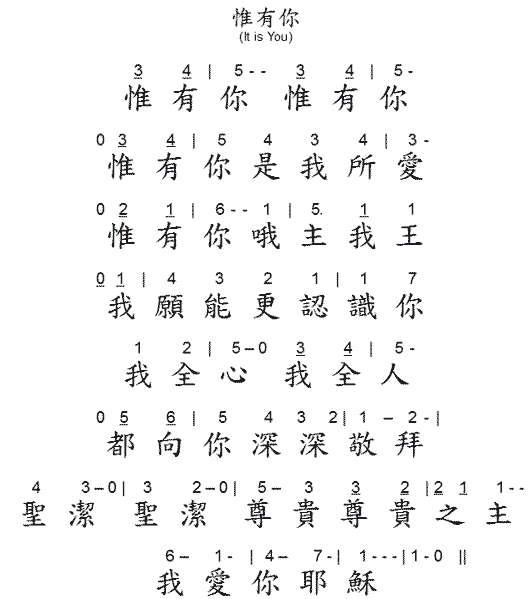 惟有你
(It is You)
3 4 | 5 - - 3 4 | 5 -
惟有你 惟有你
0 3 4 | 5 4 3 4 | 3 -
惟有你是我所愛
0 2 1 | 6 - - 1 | 5. 1 1
惟有你哦主我王
0 1 | 4 3 2 1 | 1 7
我願能更認識你
1 2 | 5 – 0 3 4 | 5 -
我全心 我全人
0 5 6 | 5 4 3 2 | 1 – 2 - |
都向你深深敬拜
4 3 – 0 | 3 2 – 0 | 5 – 3 3 2 | 2 1 1 - -
聖潔 聖潔 尊貴尊貴之主
6 – 1 - | 4 – 7 - | 1 - - - | 1 - 0 ||
我愛你耶穌